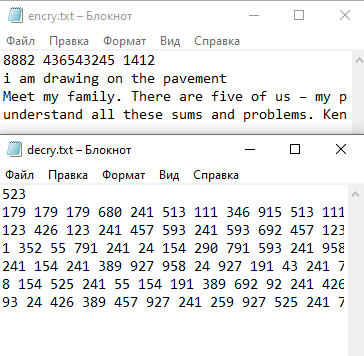 encry.txt – Блокнот
Файл Правка Формат Вид Справка
8882 436543245 1412
i am drawing on the pavement
Meet my family. There are five of us – my p
understand all these sums and problems. Ken
decry.txt – Блокнот
Файл Правка Формат Вид Справка
523
179 179 179 680 241 513 111 346 915 513 111
123 426 123 241 457 593 241 593 692 457 123
1 352 55 791 241 24 154 290 791 593 241 958
241 154 241 389 927 958 24 927 191 43 241 7
8 154 525 241 55 154 191 389 692 92 241 426
93 24 426 389 457 927 241 259 927 525 241 7